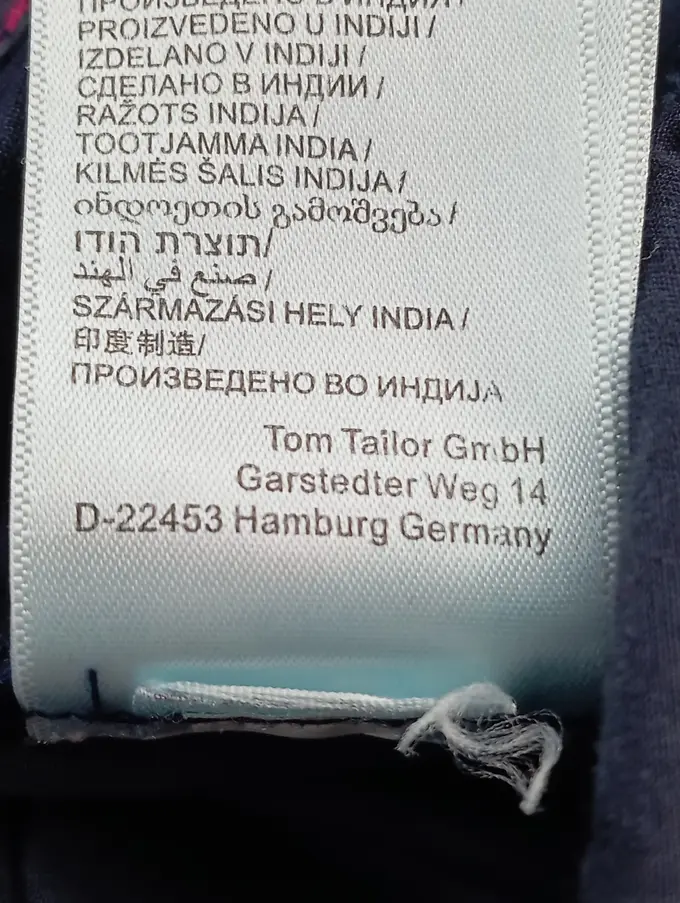 ПРОИЗВЕДЕНО В ИНДИЯ/
PROIZVEDENO U INDIJI/
IZDELANO V INDIJI/
СДЕЛАНО В ИНДИИ/
RAŽOTS INDIJA/
TOOTJAMMA INDIA/
KILMĖS ŠALIS INDIJA/
ინდოეთის გამოშვება/
תוצרת הודו/
صنع في الهند/
SZÁRMAZÁSI HELY INDIA/
印度制造/
ПРОИЗВЕДЕНО ВО ИНДИЈА
Tom Tailor GmbH
Garstedter Weg 14
D-22453 Hamburg Germany